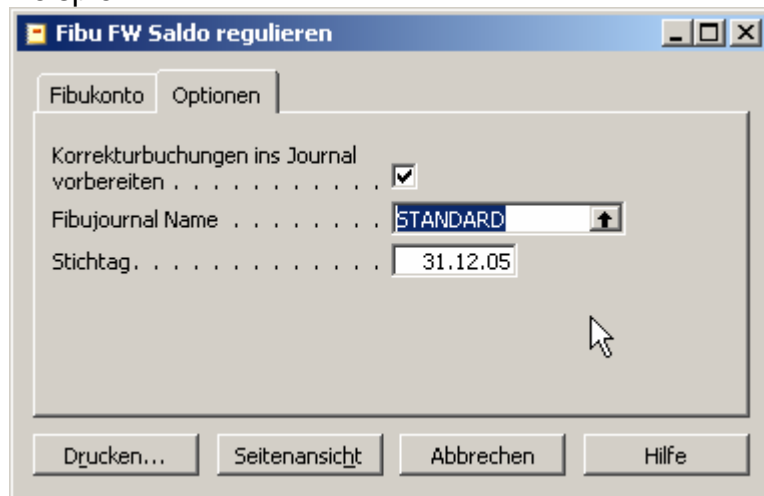 Fibu FW Saldo regulieren
Fibukonto Optionen
Korrekturbuchungen ins Journal
vorbereiten . . . . . . . . . . .
Fibujournal Name . . . . . . . . STANDARD
Stichtag. . . . . . . . . . . . . 31.12.05
Drucken... Seitenansicht Abbrechen Hilfe